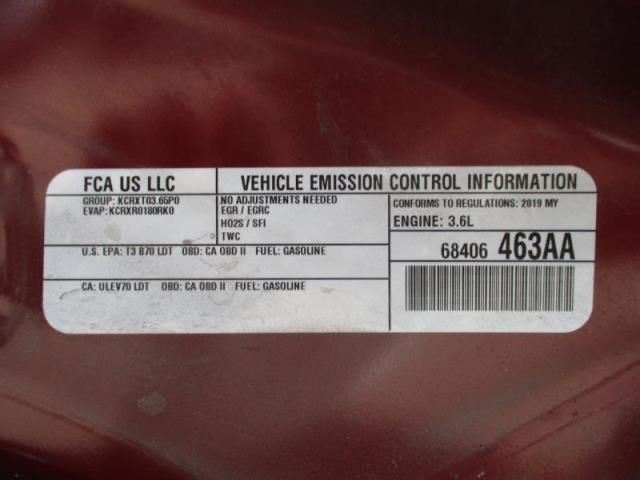 FCA US LLC
VEHICLE EMISSION CONTROL INFORMATION
GROUP: KCRXT03.65P0
EVAP: KCRXR0180RK0
NO ADJUSTMENTS NEEDED
EGR / EGRC
HO2S / SFI
TWC
CONFORMS TO REGULATIONS: 2019 MY
ENGINE: 3.6L
U.S. EPA: T3 B70 LDT OBD: CA OBD II FUEL: GASOLINE
68406 463AA
CA: ULEV70 LDT OBD: CA OBD II FUEL: GASOLINE